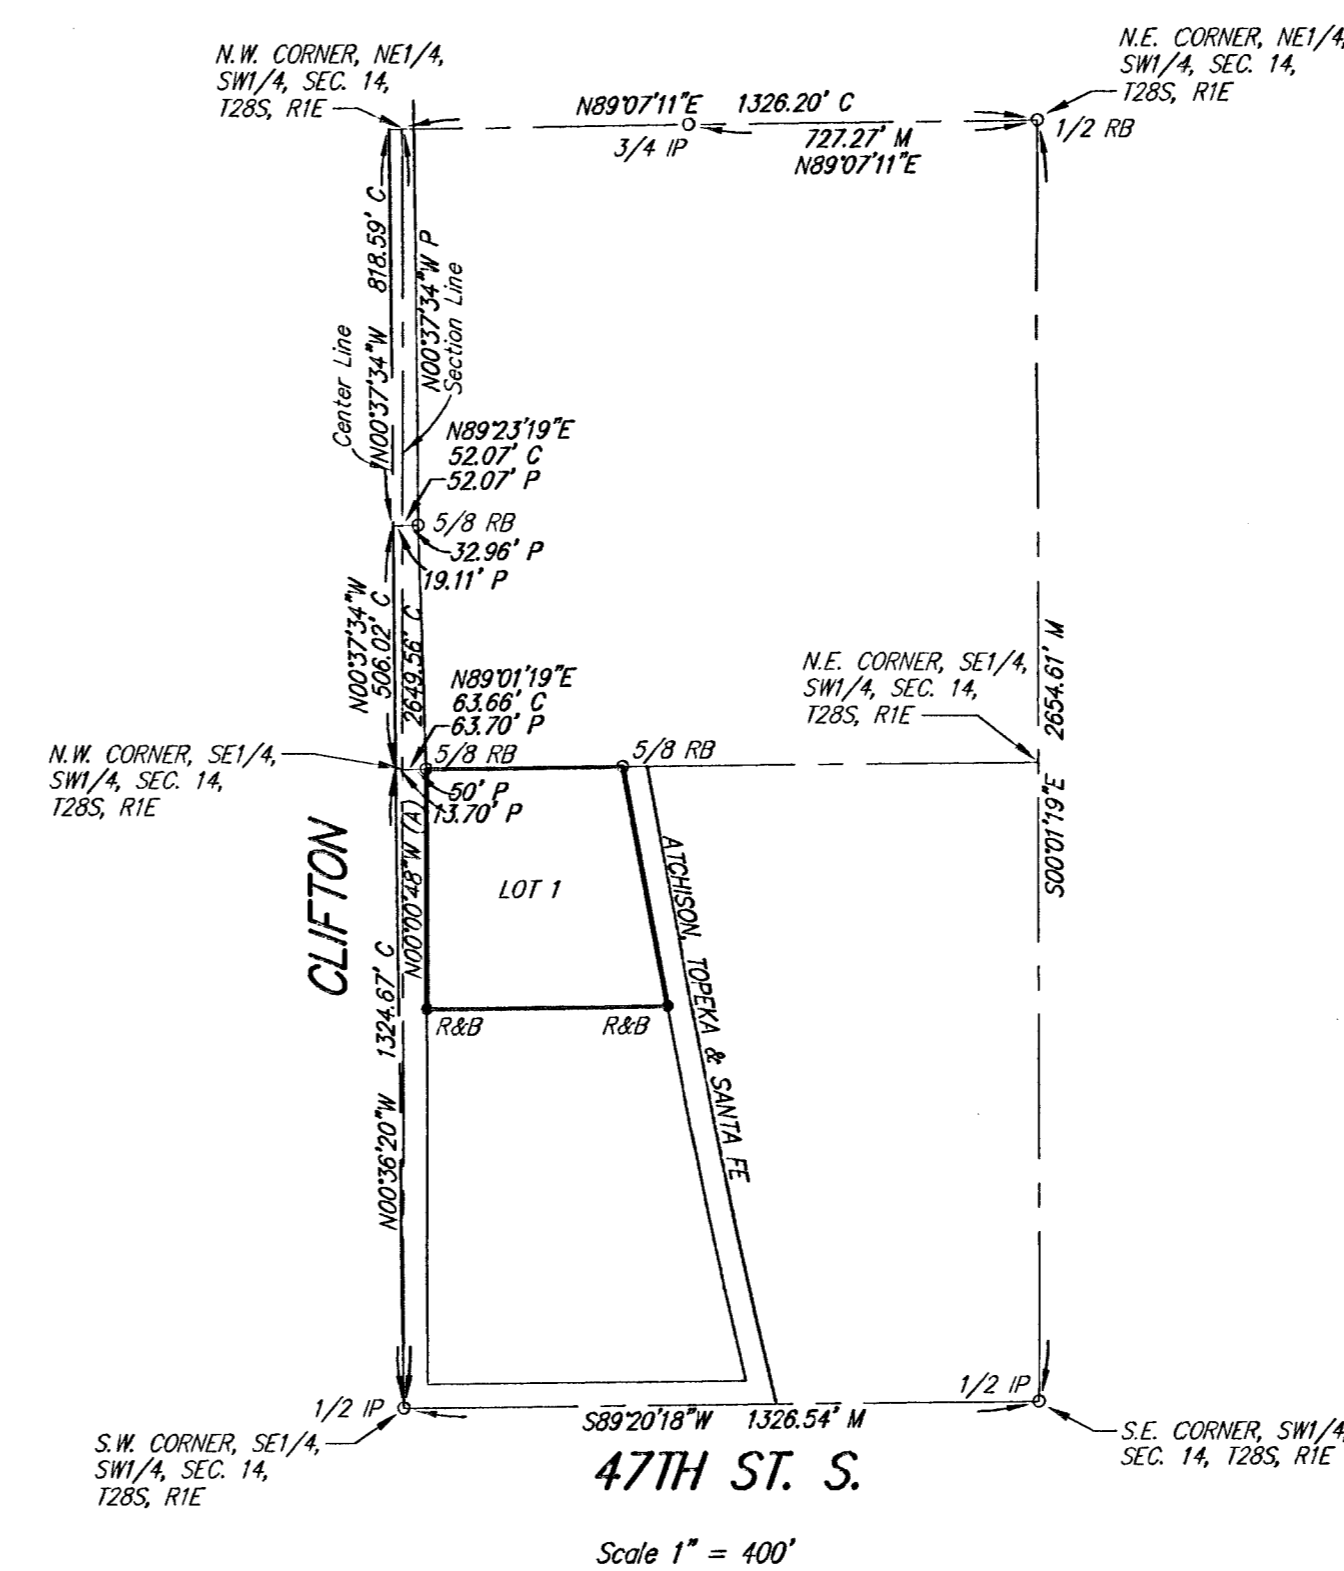 N.W. CORNER, NE1/4,
SW1/4, SEC. 14,
T28S, R1E
N.E. CORNER, NE1/4,
SW1/4, SEC. 14,
T28S, R1E
N89°07'11"E 1326.20' C
3/4 IP
727.27' M
N89°07'11"E
1/2 RB
N00°37'34"W 818.59' C
N00°37'34"W P
Section Line
Center Line
N89°23'19"E
52.07' C
52.07' P
5/8 RB
32.96' P
19.11' P
N00°37'34"W
506.02' C
2649.56' C
N89°01'19"E
63.66' C
63.70' P
5/8 RB
5/8 RB
50' P
13.70' P
N.E. CORNER, SE1/4,
SW1/4, SEC. 14,
T28S, R1E
S00°01'19"E 2654.61' M
N.W. CORNER, SE1/4,
SW1/4, SEC. 14,
T28S, R1E
CLIFTON
N00°00'48"W (A)
LOT 1
ATCHISON, TOPEKA & SANTA FE
R&B
R&B
N00°36'20"W 1324.67' C
1/2 IP
1/2 IP
S89°20'18"W 1326.54' M
S.W. CORNER, SE1/4,
SW1/4, SEC. 14,
T28S, R1E
S.E. CORNER, SW1/4,
SEC. 14, T28S, R1E
47TH ST. S.
Scale 1" = 400'